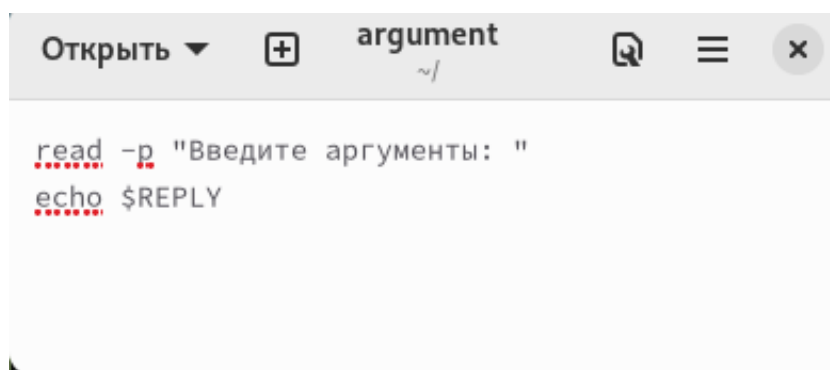 Открыть
argument
~/
read -p "Введите аргументы: "
echo $REPLY